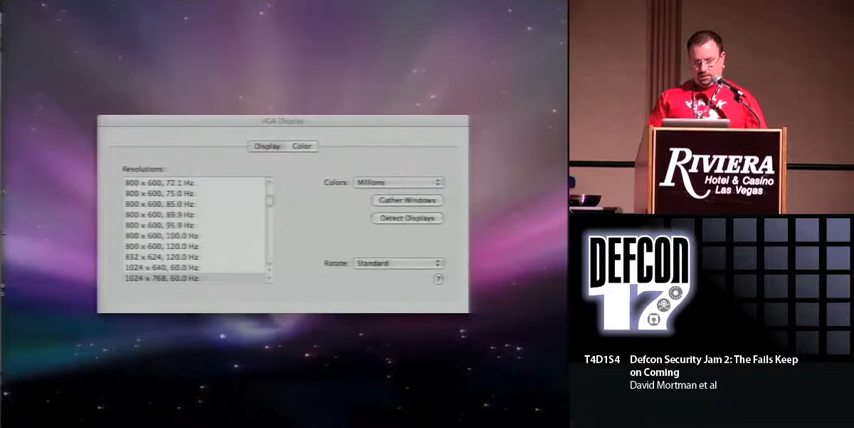 VGA Display
Display Color
Resolutions:
800 x 600, 72.1 Hz
800 x 600, 75.0 Hz
800 x 600, 85.0 Hz
800 x 600, 89.9 Hz
800 x 600, 95.9 Hz
800 x 600, 100.0 Hz
800 x 600, 120.0 Hz
832 x 624, 120.0 Hz
1024 x 640, 60.0 Hz
1024 x 768, 60.0 Hz
Colors: Millions
Gather Windows
Detect Displays
Rotate: Standard
?
RIVIERA
Hotel & Casino
Las Vegas
DEFCON
17
T4D1S4 Defcon Security Jam 2: The Fails Keep
on Coming
David Mortman et al